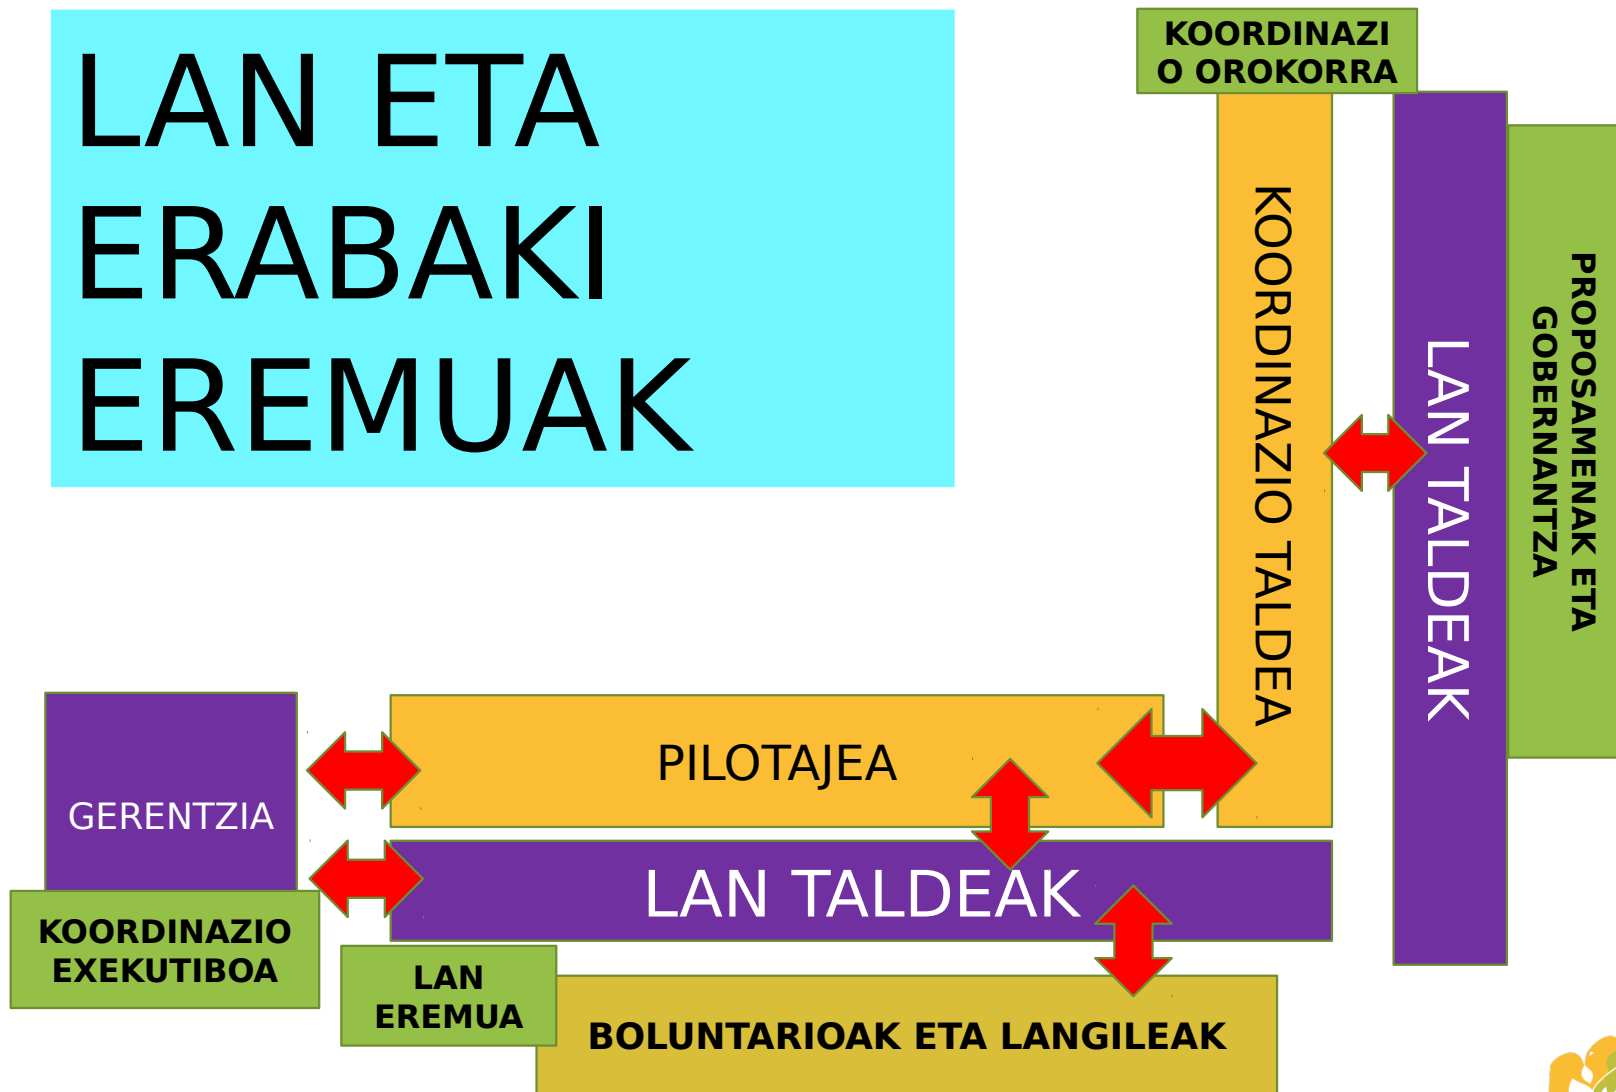 LAN ETA
ERABAKI
EREMUAK
KOORDINAZI
O OROKORRA
KOORDINAZIO TALDEA
LAN TALDEAK
PROPOSAMENAK ETA
GOBERNANTZA
PILOTAJEA
GERENTZIA
LAN TALDEAK
KOORDINAZIO
EXEKUTIBOA
LAN
EREMUA
BOLUNTARIOAK ETA LANGILEAK